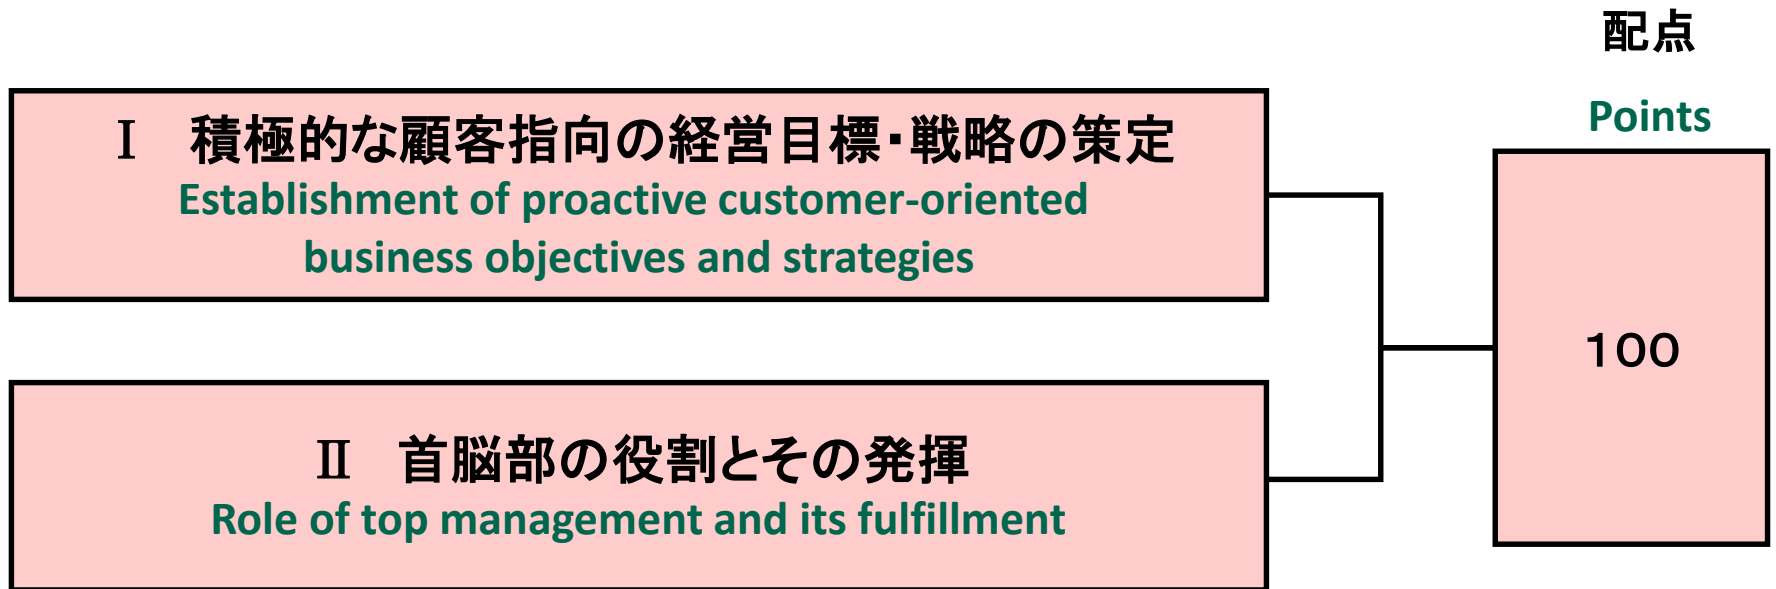 配点
Points
Ⅰ　積極的な顧客指向の経営目標・戦略の策定
Establishment of proactive customer-oriented
business objectives and strategies
１００
Ⅱ　首脳部の役割とその発揮
Role of top management and its fulfillment